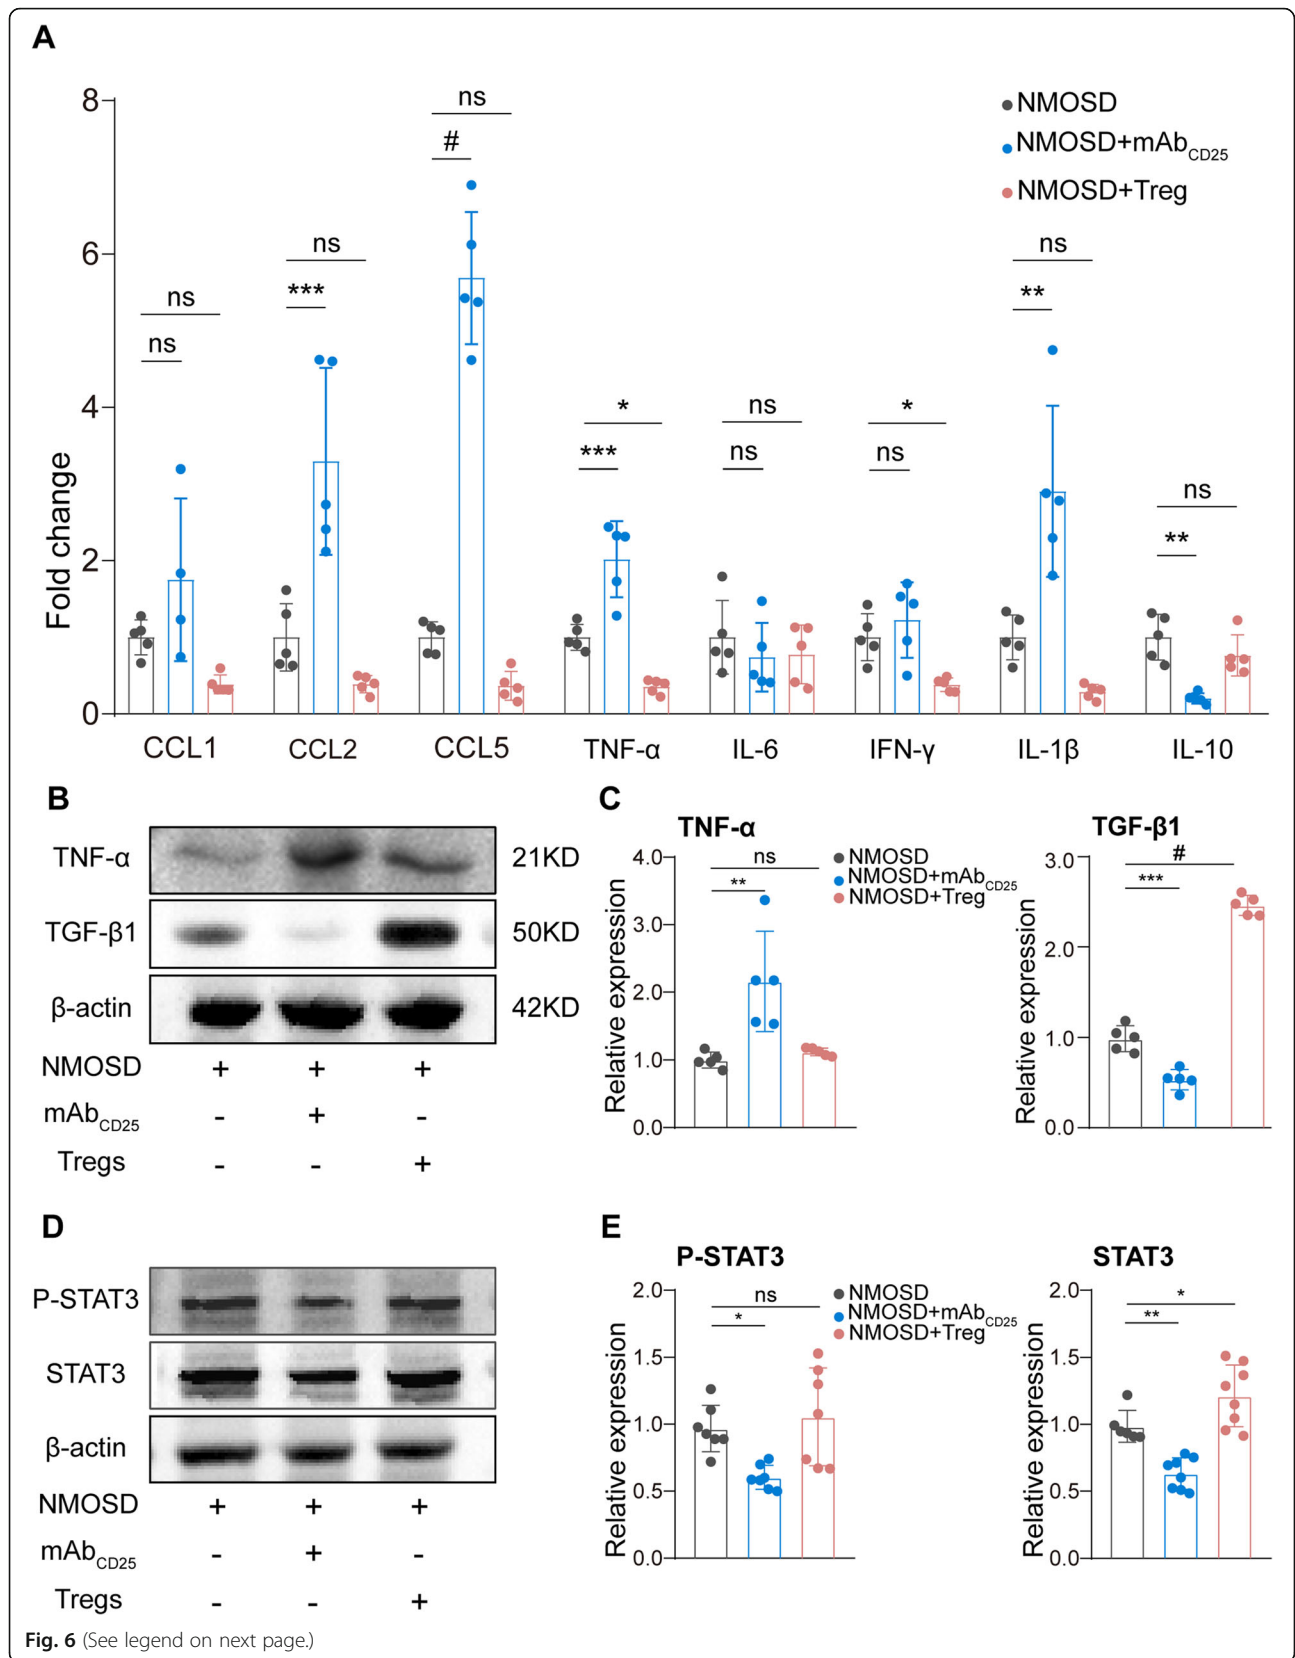 A
8
6
4
2
0
Fold change
NMOSD
NMOSD+mAbCD25
NMOSD+Treg
ns
#
ns
***
ns
**
ns
ns
*
***
ns
ns
*
ns
ns
**
ns
CCL1 CCL2 CCL5 TNF-α IL-6 IFN-γ IL-1β IL-10
B
TNF-α 21KD
TGF-β1 50KD
β-actin 42KD
NMOSD + + +
mAbCD25 - + -
Tregs - - +
C
TNF-α
Relative expression
4.0
3.0
2.0
1.0
0.0
ns
**
NMOSD
NMOSD+mAbCD25
NMOSD+Treg
TGF-β1
Relative expression
3.0
2.0
1.0
0.0
#
***
D
P-STAT3
STAT3
β-actin
NMOSD + + +
mAbCD25 - + -
Tregs - - +
E
P-STAT3
Relative expression
2.0
1.5
1.0
0.5
0.0
ns
*
NMOSD
NMOSD+mAbCD25
NMOSD+Treg
STAT3
Relative expression
2.0
1.5
1.0
0.5
0.0
*
**
Fig. 6 (See legend on next page.)